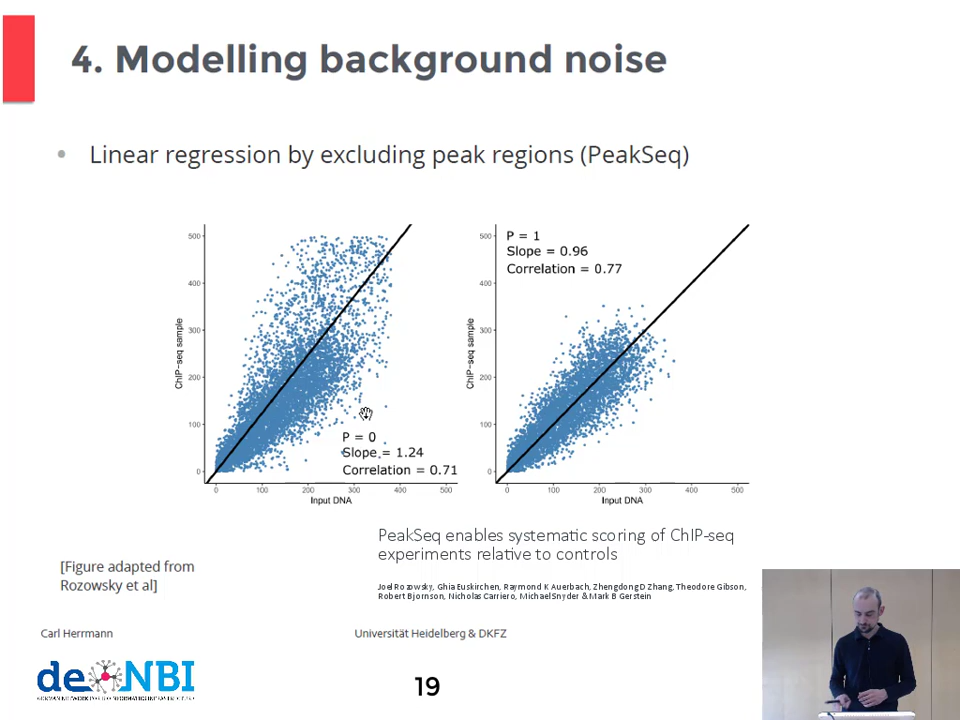 4. Modelling background noise
• Linear regression by excluding peak regions (PeakSeq)
500
400
300
200
100
0
ChIP-seq sample
0 100 200 300 400 500
Input DNA
P = 0
Slope = 1.24
Correlation = 0.71
500
400
300
200
100
0
ChIP-seq sample
0 100 200 300 400 500
Input DNA
P = 1
Slope = 0.96
Correlation = 0.77
PeakSeq enables systematic scoring of ChIP-seq
experiments relative to controls
[Figure adapted from
Rozowsky et al]
Joel Rozowsky, Ghia Euskirchen, Raymond K Auerbach, Zhengdong D Zhang, Theodore Gibson,
Robert Bjornson, Nicholas Carriero, Michael Snyder & Mark B Gerstein
Carl Herrmann
Universität Heidelberg & DKFZ
de.NBI
19